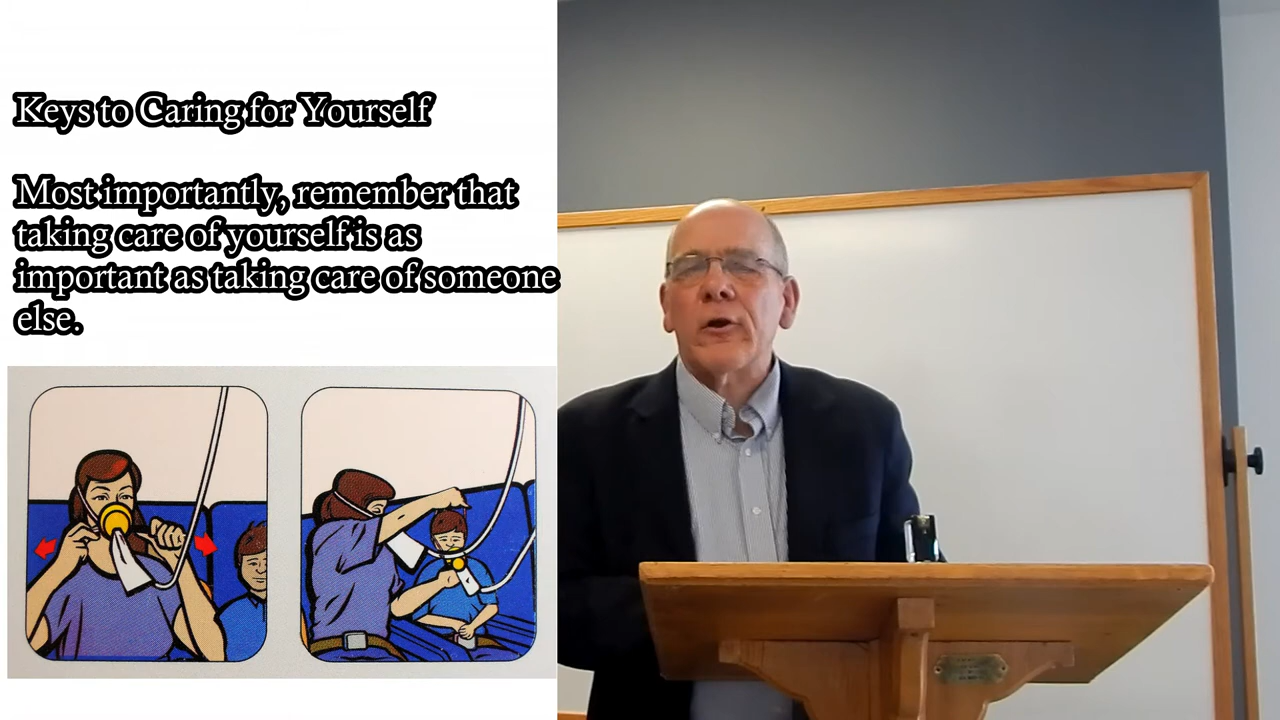 Keys to Caring for Yourself
Most importantly, remember that
taking care of yourself is as
important as taking care of someone
else.